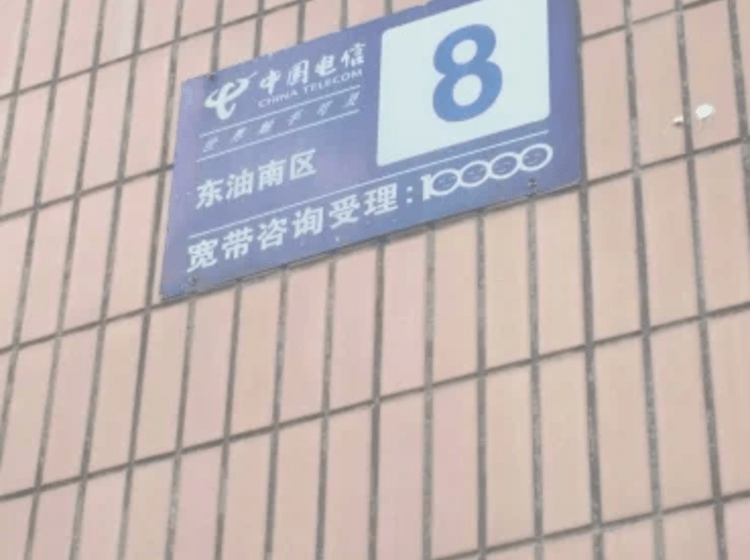 中国电信
CHINA TELECOM
世界触手可及
8
东油南区
宽带咨询受理:10000